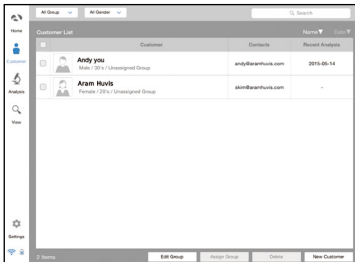 All Group
All Gender
Search
Home
Customer List
Name▼
Date▼
Customer
Contacts
Recent Analysis
Customer
Andy you
Male / 30's / Unassigned Group
andy@aramhuvis.com
2015-05-14
Analysis
Aram Huvis
Female / 20's / Unassigned Group
skim@aramhuvis.com
-
View
Settings
2 Items
Edit Group
Assign Group
Delete
New Customer